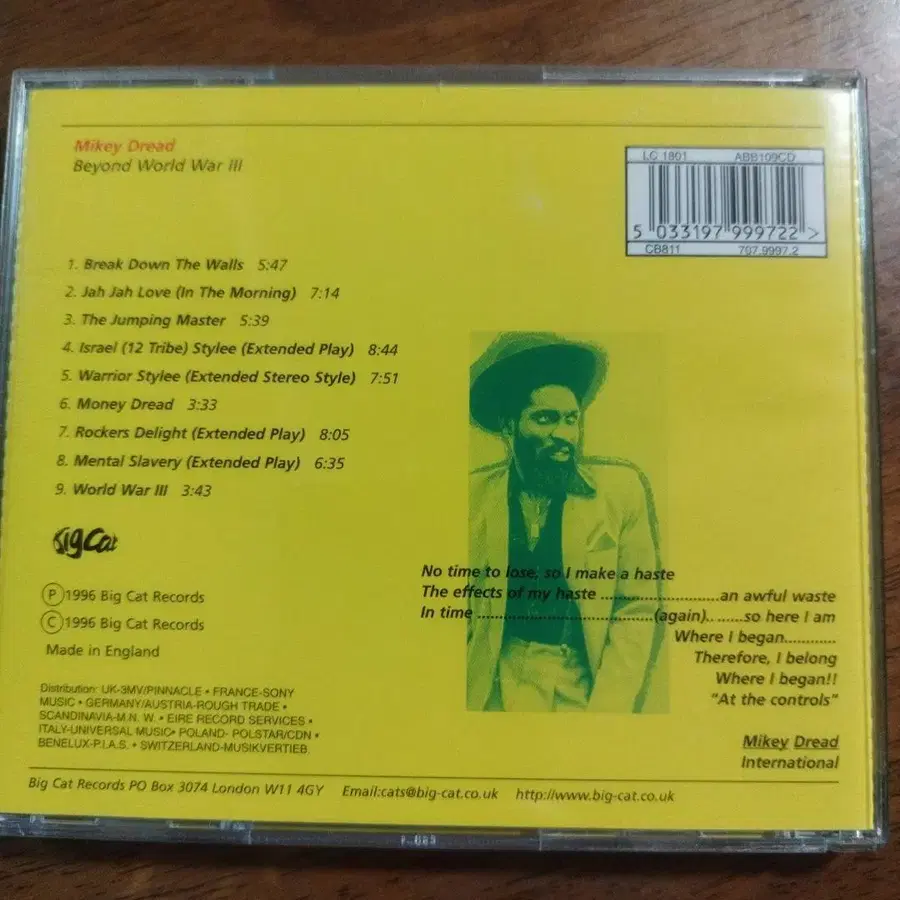 Mikey Dread
Beyond World War III
LC 1801 ABB109CD
5 033197 999722 >
CB811 707.9997.2
1. Break Down The Walls 5:47
2. Jah Jah Love (In The Morning) 7:14
3. The Jumping Master 5:39
4. Israel (12 Tribe) Stylee (Extended Play) 8:44
5. Warrior Stylee (Extended Stereo Style) 7:51
6. Money Dread 3:33
7. Rockers Delight (Extended Play) 8:05
8. Mental Slavery (Extended Play) 6:35
9. World War III 3:43
Big Cat
Ⓟ1996 Big Cat Records
Ⓒ1996 Big Cat Records
Made in England
Distribution: UK-3MV/PINNACLE • FRANCE-SONY
MUSIC • GERMANY/AUSTRIA-ROUGH TRADE •
SCANDINAVIA-M.N. W. • EIRE RECORD SERVICES •
ITALY-UNIVERSAL MUSIC• POLAND- POLSTAR/CDN •
BENELUX-P.I.A.S. • SWITZERLAND-MUSIKVERTIEB
No time to lose, so I make a haste
The effects of my haste .......................an awful waste
In time ..................................(again)........so here I am
Where I began............
Therefore, I belong
Where I began!!
"At the controls"
Mikey Dread
International
Big Cat Records PO Box 3074 London W11 4GY Email:cats@big-cat.co.uk http://www.big-cat.co.uk